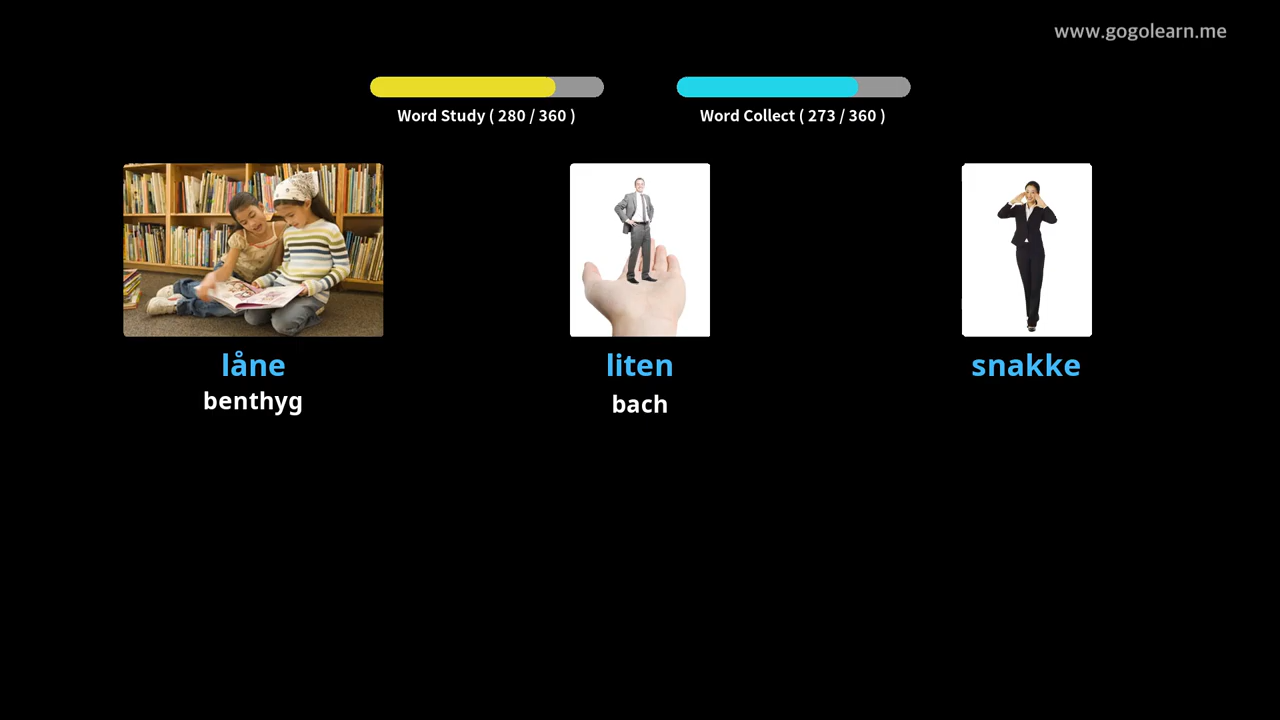 www.gogolearn.me
Word Study ( 280 / 360 )
Word Collect ( 273 / 360 )
låne
liten
snakke
benthyg
bach